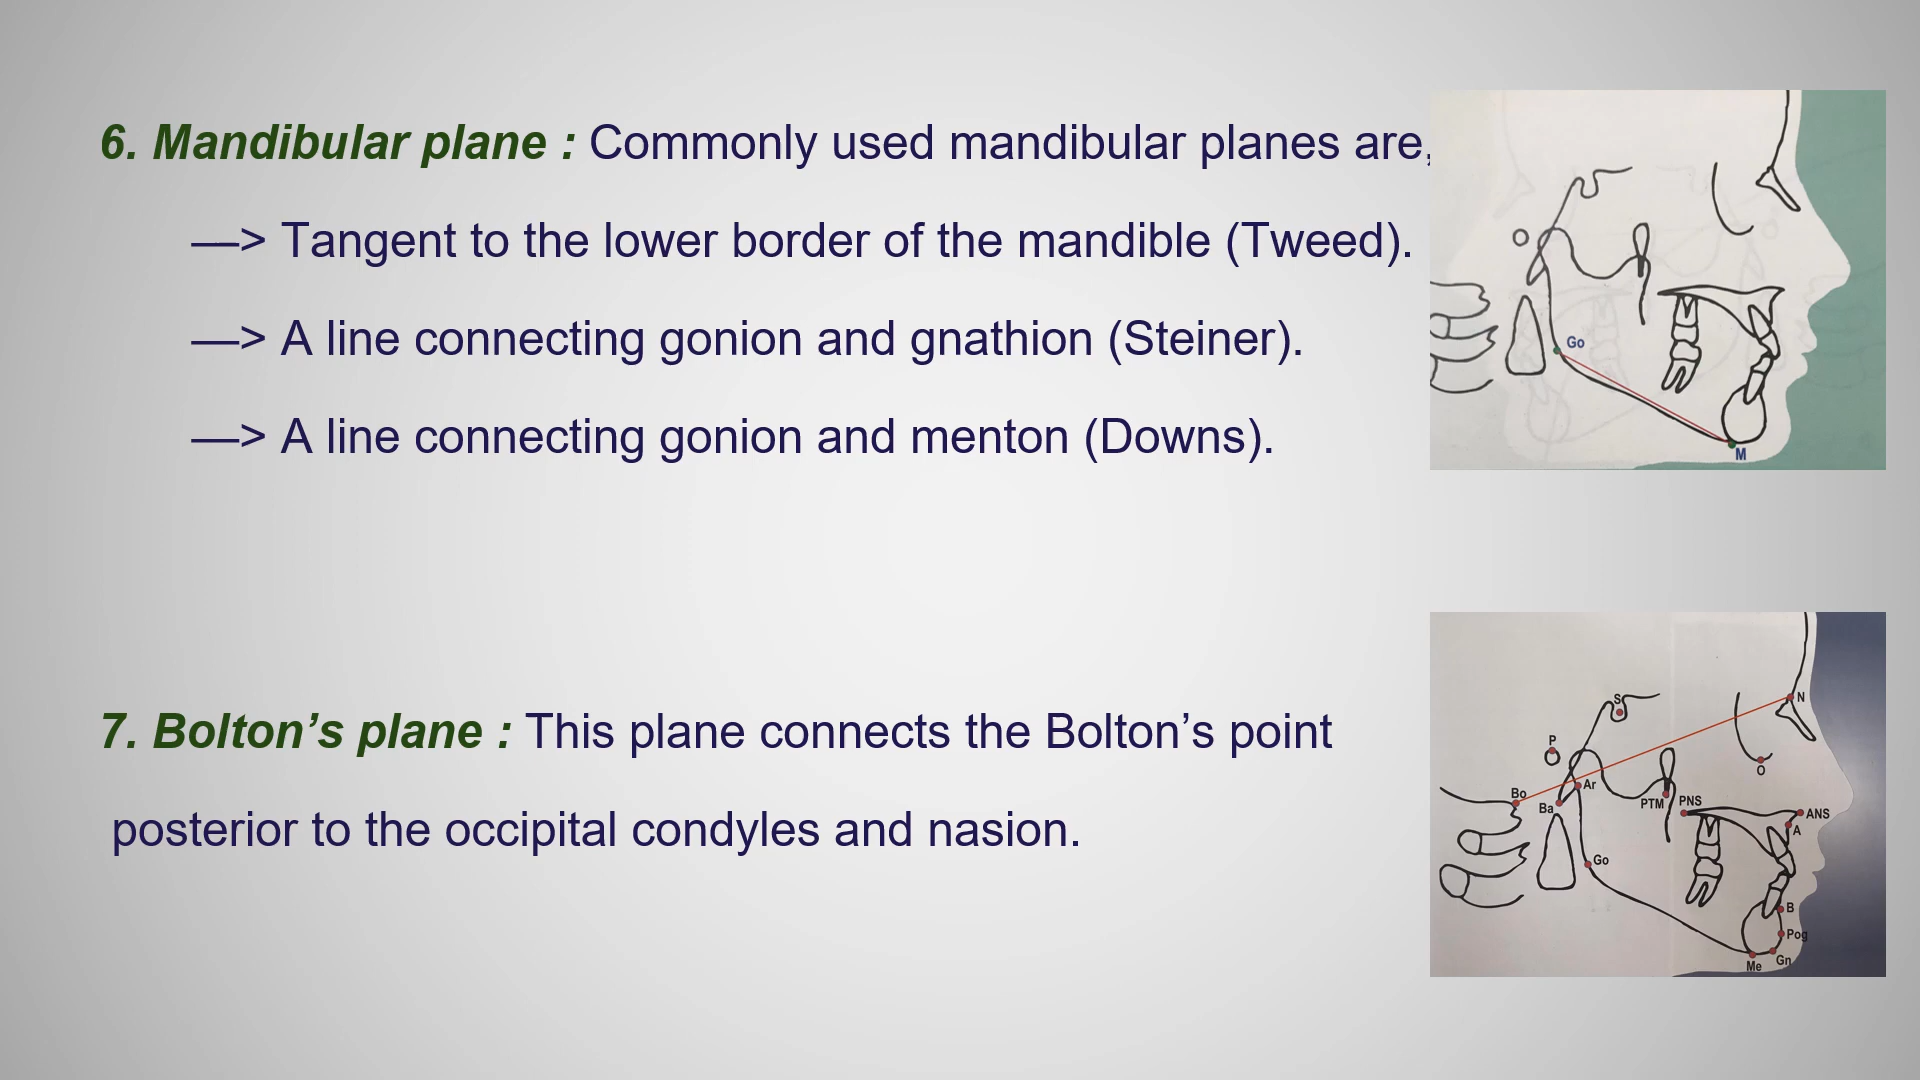 6. Mandibular plane : Commonly used mandibular planes are,
—> Tangent to the lower border of the mandible (Tweed).
—> A line connecting gonion and gnathion (Steiner).
—> A line connecting gonion and menton (Downs).
Go
M
7. Bolton’s plane : This plane connects the Bolton’s point
posterior to the occipital condyles and nasion.
S
N
P
O
Bo
Ar
Ba
PTM
PNS
ANS
A
Go
B
Pog
Me
Gn